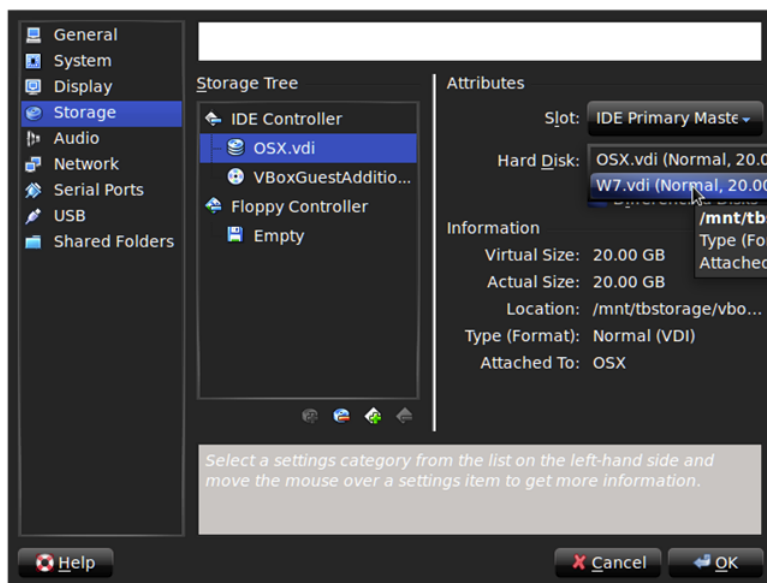 General
System
Display
Storage
Audio
Network
Serial Ports
USB
Shared Folders
Storage Tree
IDE Controller
OSX.vdi
VBoxGuestAdditio...
Floppy Controller
Empty
Attributes
Slot: IDE Primary Maste
Hard Disk: OSX.vdi (Normal, 20.0
W7.vdi (Normal, 20.00
/mnt/tbs
Type (For
Attached
Information
Virtual Size: 20.00 GB
Actual Size: 20.00 GB
Location: /mnt/tbstorage/vbo...
Type (Format): Normal (VDI)
Attached To: OSX
Select a settings category from the list on the left-hand side and
move the mouse over a settings item to get more information.
Help
Cancel
OK